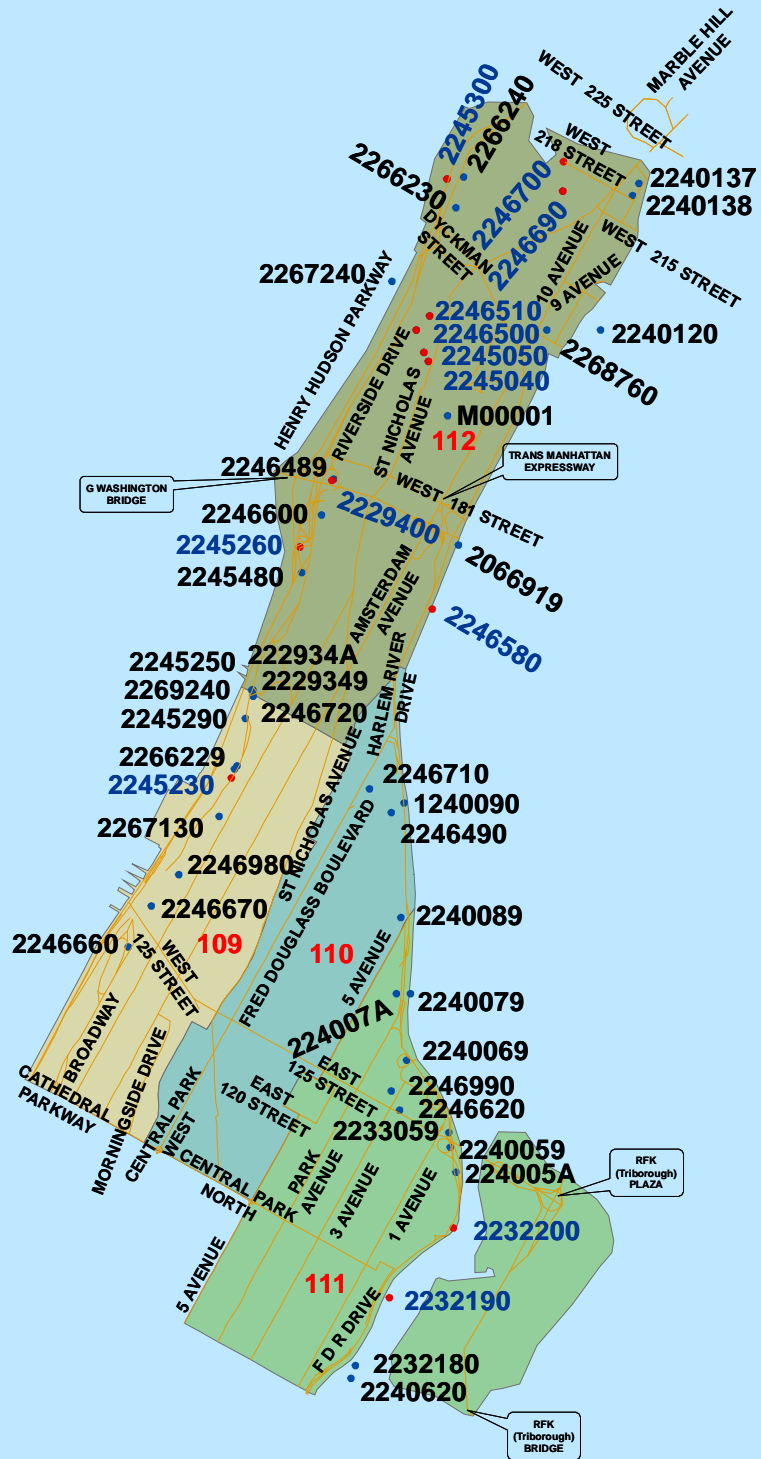 MARBLE HILL
AVENUE
WEST 225 STREET
2245300
2266240
WEST
218 STREET
2266230
2246700
2240137
2240138
DYCKMAN
STREET
2246690
WEST 215 STREET
10 AVENUE
9 AVENUE
2267240
HENRY HUDSON PARKWAY
2246510
2246500
2245050
2245040
2240120
2268760
RIVERSIDE DRIVE
ST NICHOLAS
AVENUE
M00001
112
TRANS MANHATTAN
EXPRESSWAY
2246489
G WASHINGTON
BRIDGE
WEST 181 STREET
2246600
2229400
2245260
2245480
2066919
AMSTERDAM
AVENUE
2246580
HARLEM RIVER
DRIVE
222934A
2245250
2229349
2269240
2246720
2245290
2266229
2245230
2246710
1240090
2246490
2267130
ST NICHOLAS AVENUE
FRED DOUGLASS BOULEVARD
2246980
2246670
2240089
2246660
WEST
125 STREET
109
110
5 AVENUE
2240079
224007A
2240069
BROADWAY
MORNINGSIDE DRIVE
EAST
125 STREET
2246990
EAST
120 STREET
2246620
CATHEDRAL
PARKWAY
CENTRAL PARK
WEST
2233059
2240059
224005A
CENTRAL PARK
NORTH
PARK
AVENUE
3 AVENUE
1 AVENUE
RFK
(Triborough)
PLAZA
2232200
5 AVENUE
111
F D R DRIVE
2232190
2232180
2240620
RFK
(Triborough)
BRIDGE